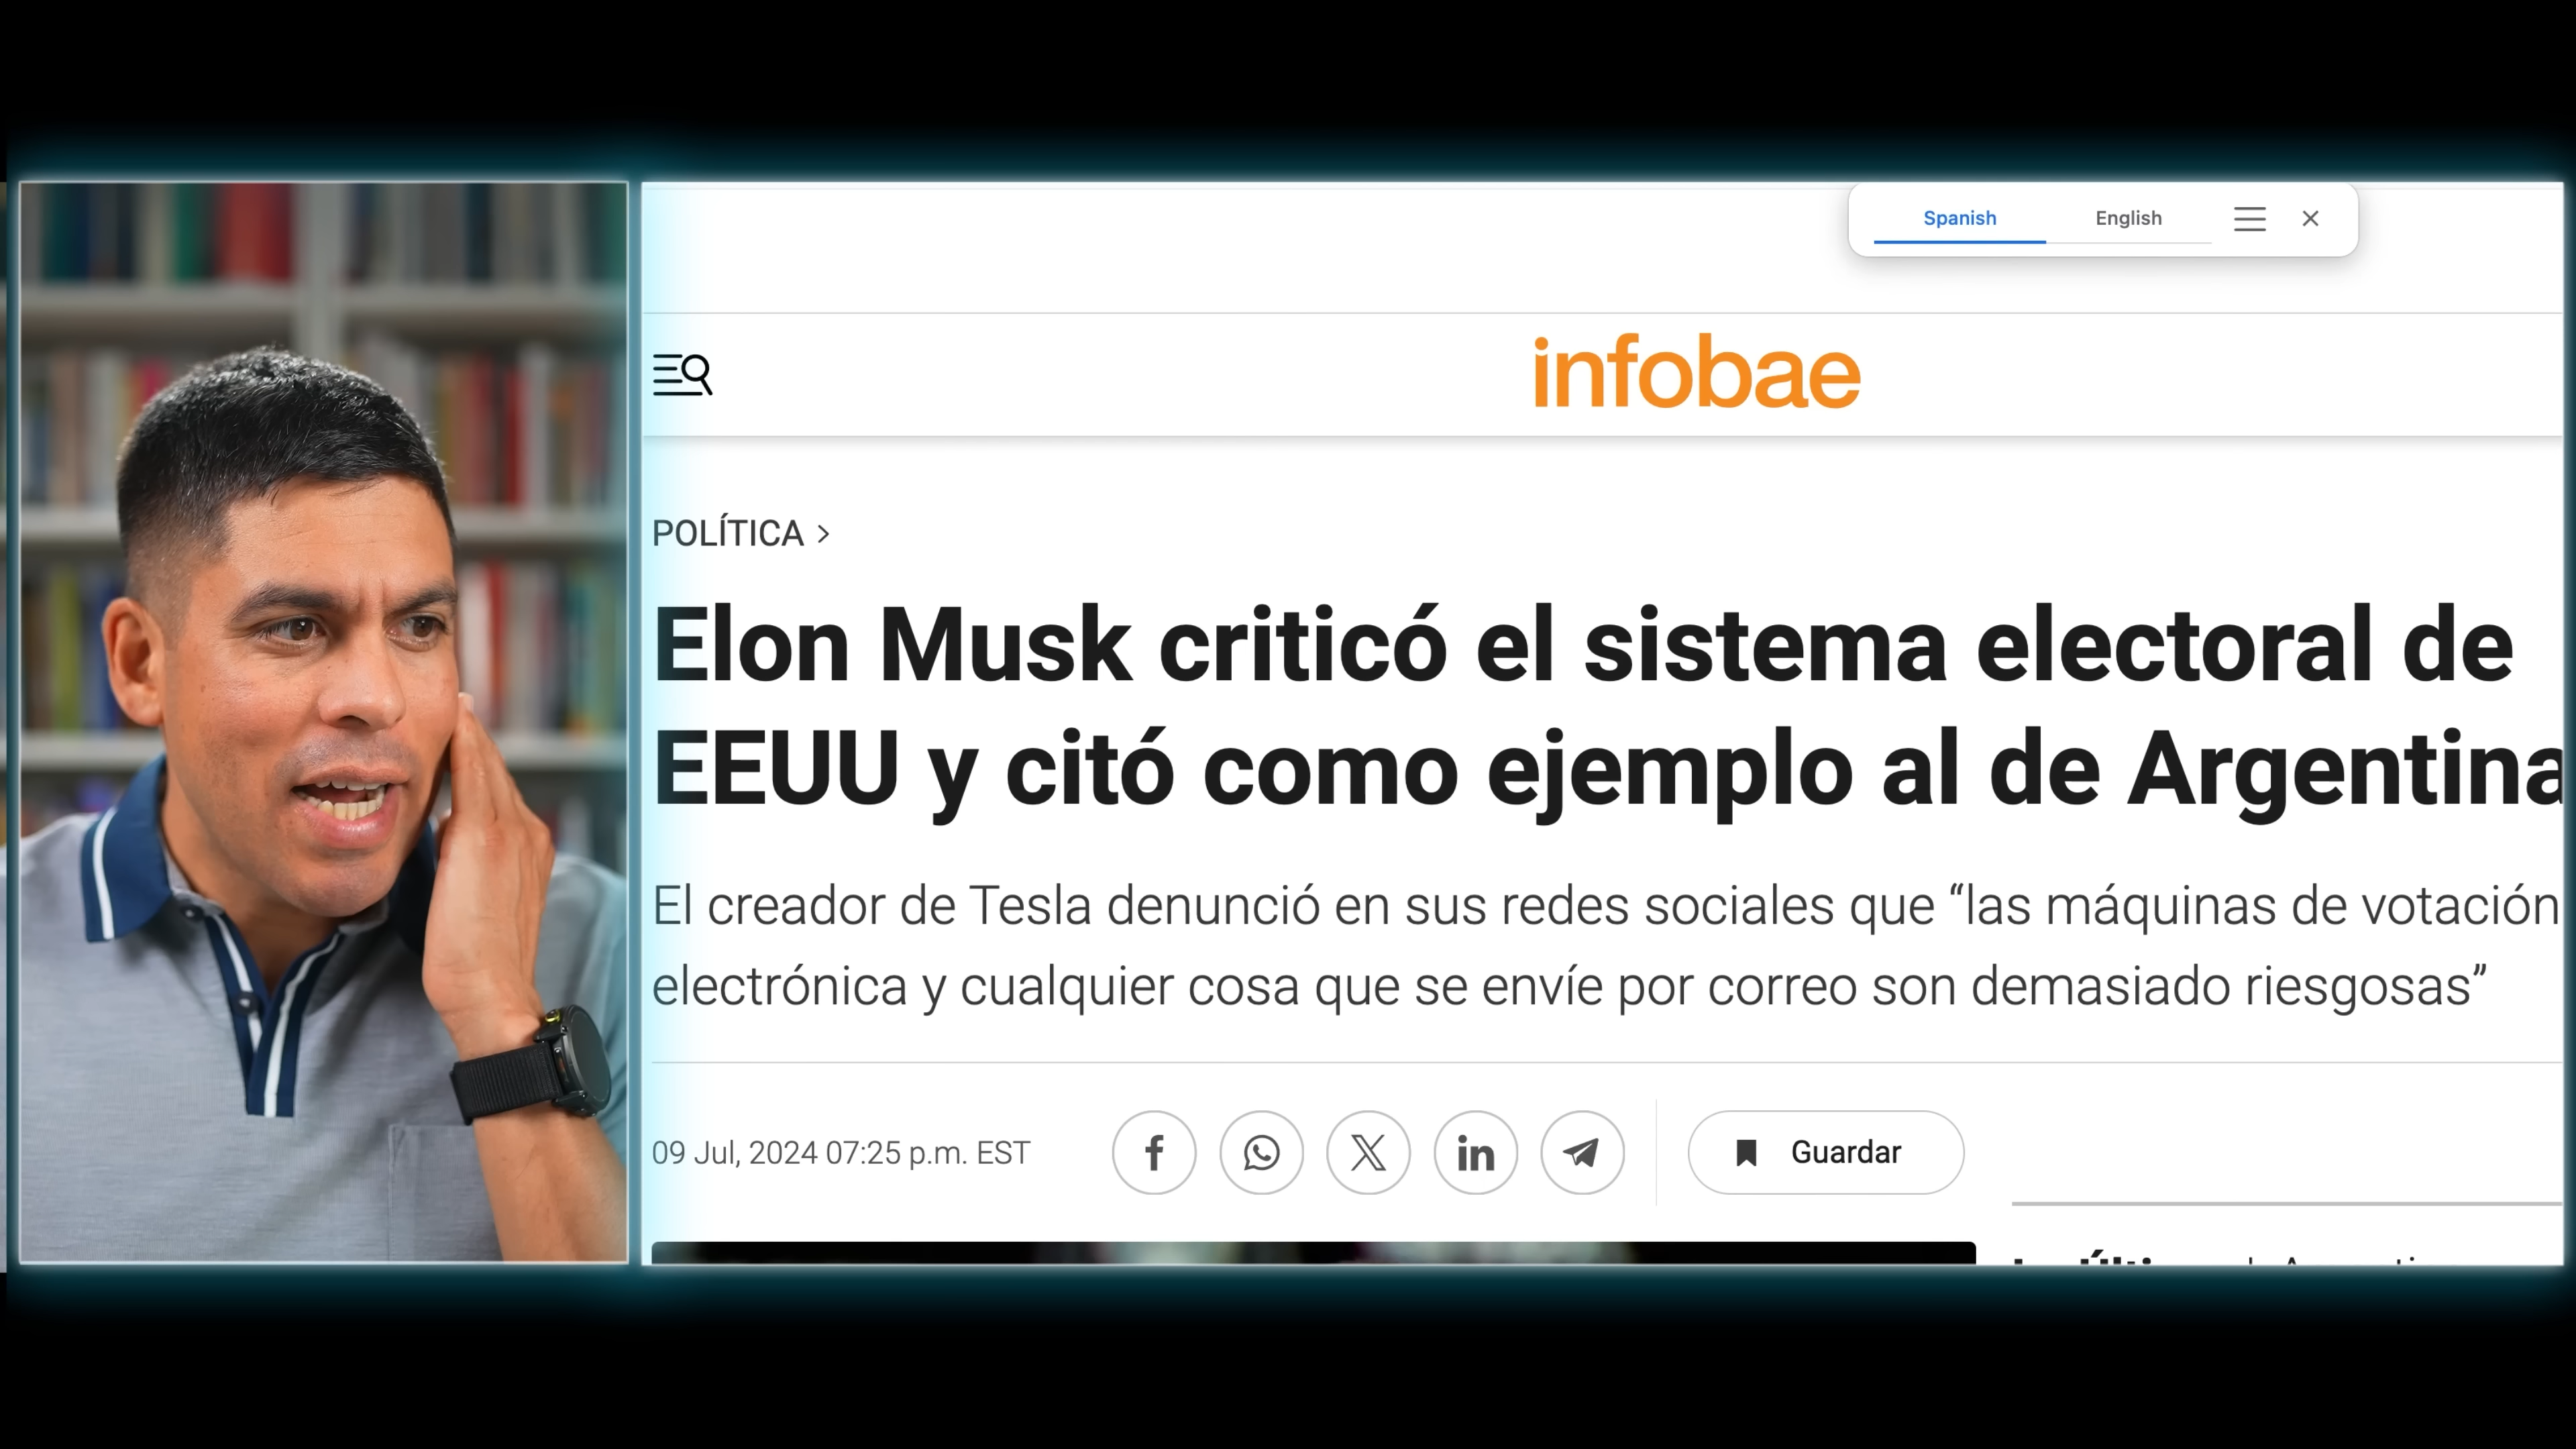 Spanish English
infobae
POLÍTICA >
Elon Musk criticó el sistema electoral de
EEUU y citó como ejemplo al de Argentina
El creador de Tesla denunció en sus redes sociales que “las máquinas de votación
electrónica y cualquier cosa que se envíe por correo son demasiado riesgosas”
09 Jul, 2024 07:25 p.m. EST
Guardar